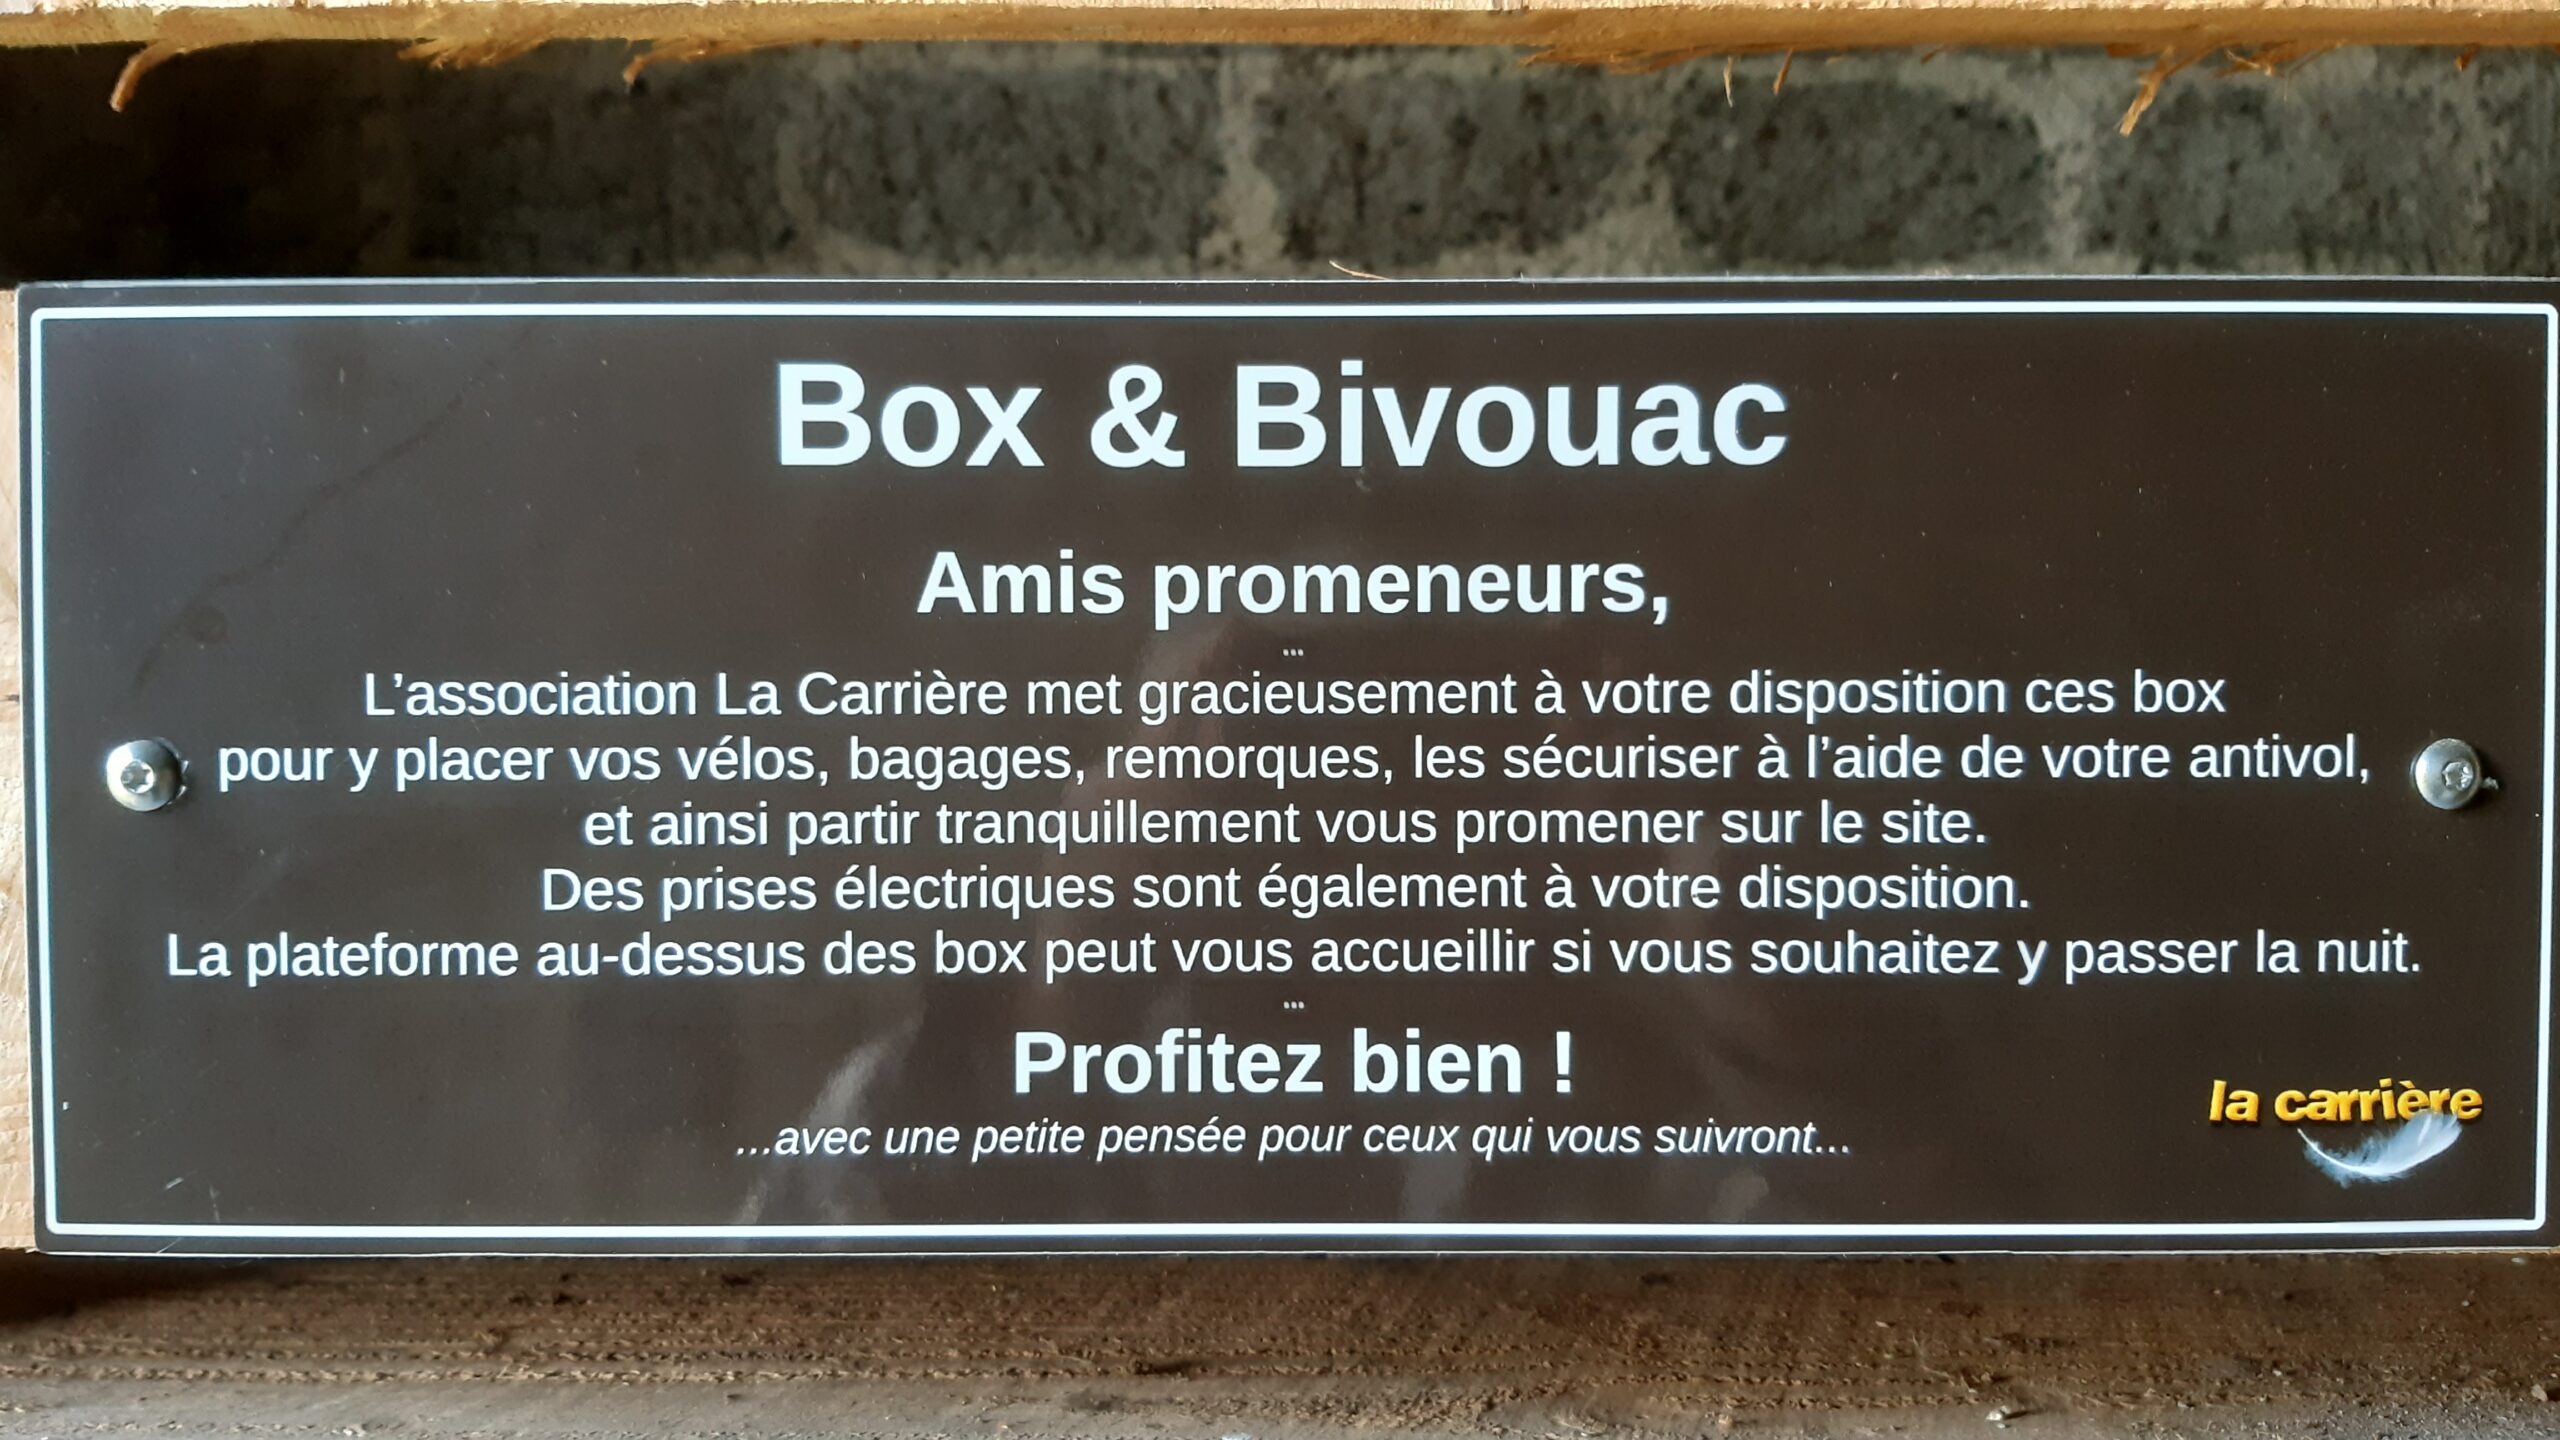 Box & Bivouac
Amis promeneurs,
...
L’association La Carrière met gracieusement à votre disposition ces box
pour y placer vos vélos, bagages, remorques, les sécuriser à l’aide de votre antivol,
et ainsi partir tranquillement vous promener sur le site.
Des prises électriques sont également à votre disposition.
La plateforme au-dessus des box peut vous accueillir si vous souhaitez y passer la nuit.
...
Profitez bien !
...avec une petite pensée pour ceux qui vous suivront...
la carrière